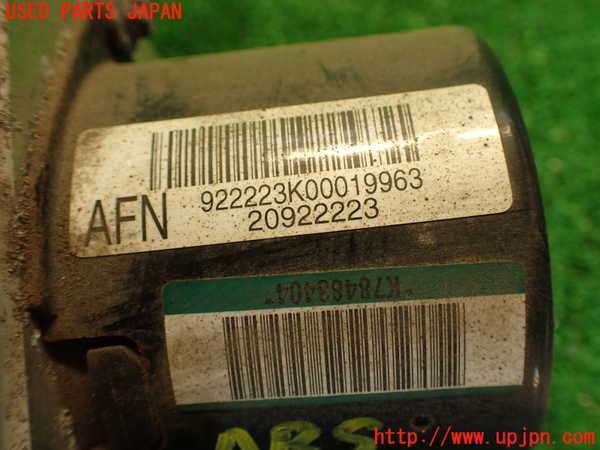 USED PARTS JAPAN
AFN
922223K00019963
20922223
*K78483404*
ABS
http://www.upjpn.com/